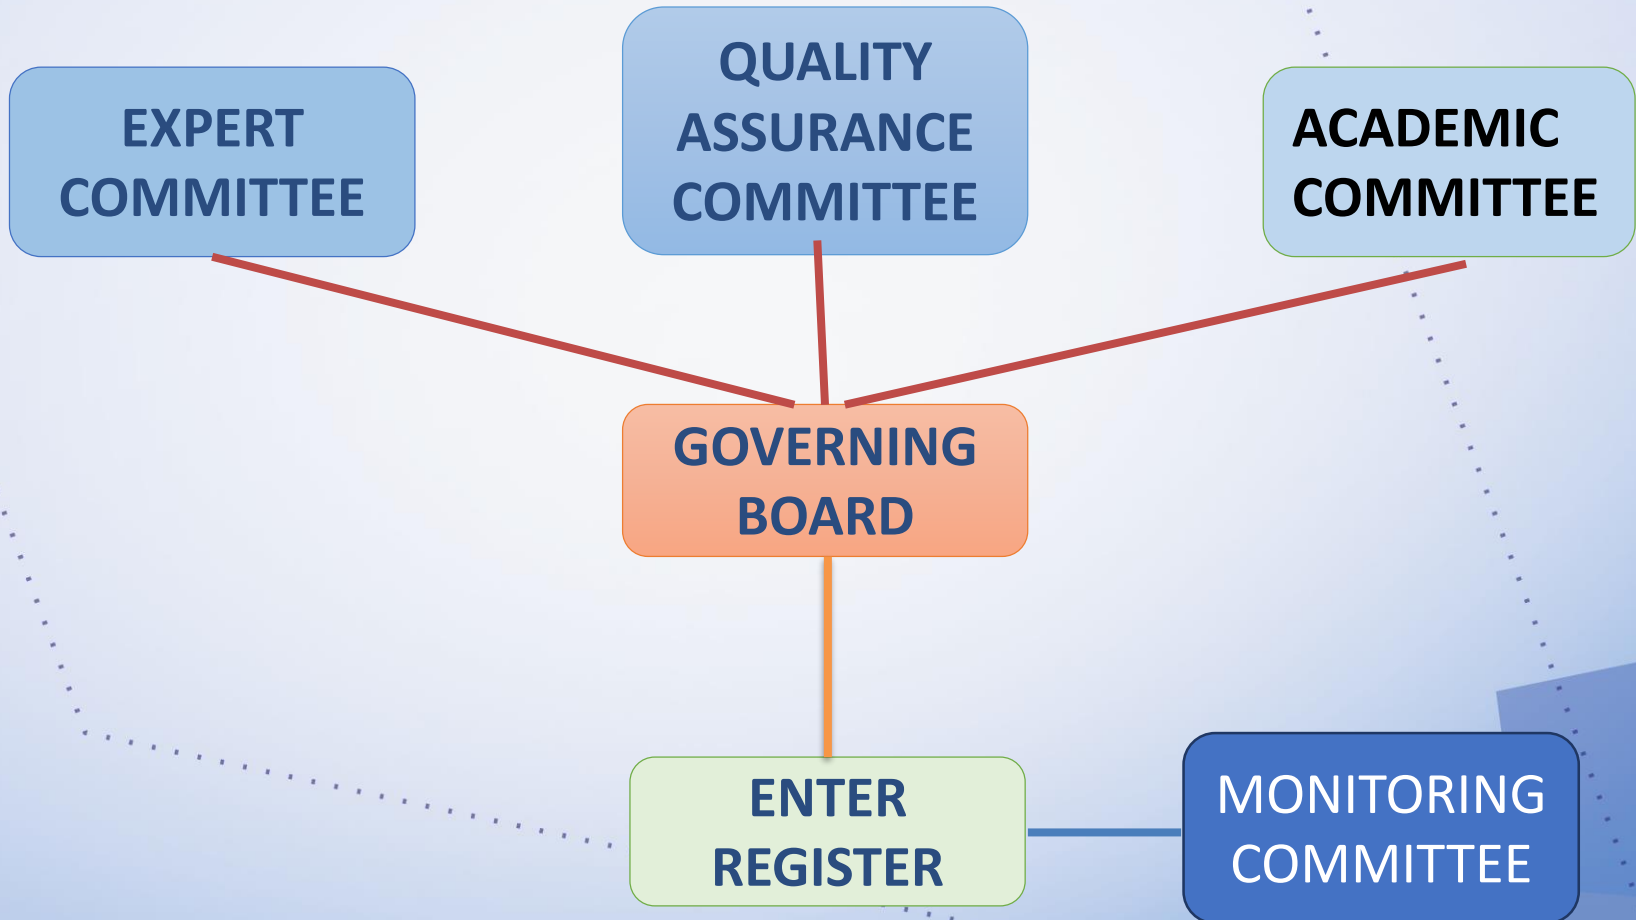 EXPERT
COMMITTEE
QUALITY
ASSURANCE
COMMITTEE
ACADEMIC
COMMITTEE
GOVERNING
BOARD
ENTER
REGISTER
MONITORING
COMMITTEE